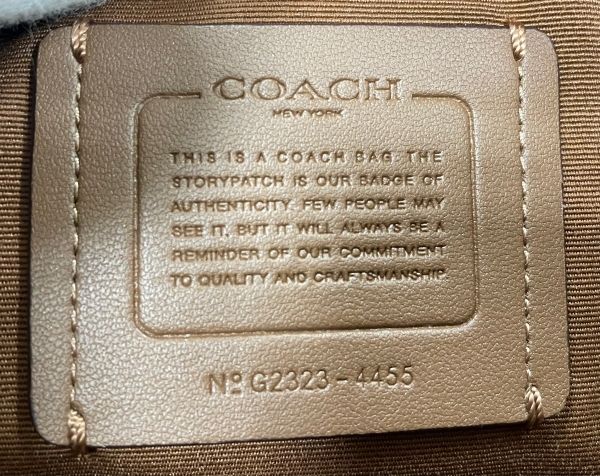 COACH
NEW YORK
THIS IS A COACH BAG. THE
STORYPATCH IS OUR BADGE OF
AUTHENTICITY. FEW PEOPLE MAY
SEE IT, BUT IT WILL ALWAYS BE A
REMINDER OF OUR COMMITMENT
TO QUALITY AND CRAFTSMANSHIP.
Nº G2323-4455